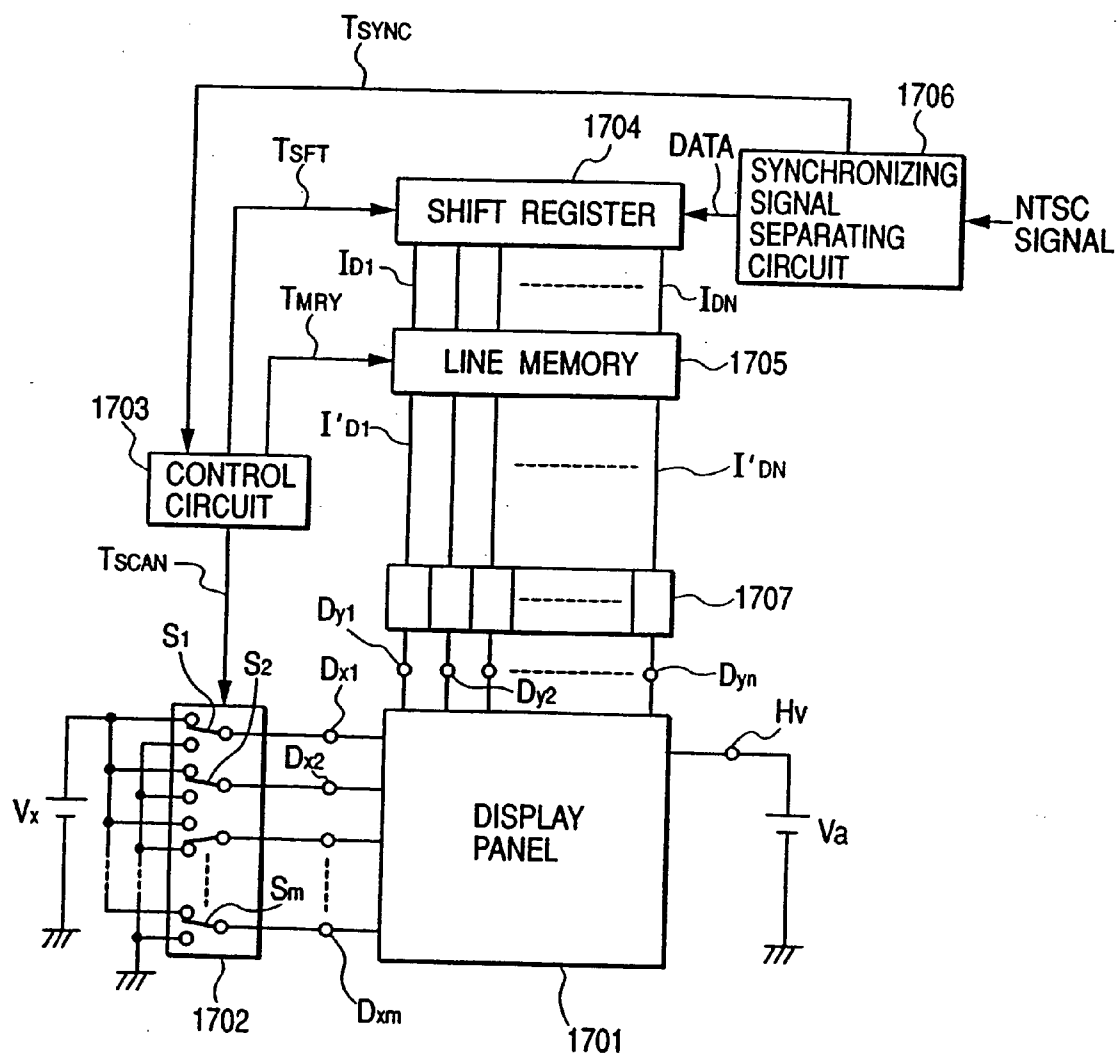 TSYNC
1706
1704
DATA
TSFT
SYNCHRONIZING
SIGNAL
SEPARATING
CIRCUIT
NTSC
SIGNAL
SHIFT REGISTER
ID1
IDN
TMRY
LINE MEMORY
1705
1703
I'D1
I'DN
CONTROL
CIRCUIT
TSCAN
1707
Dy1
Dy2
Dyn
S1
S2
Dx1
Hv
Dx2
Vx
DISPLAY
PANEL
Va
Sm
1702
Dxm
1701